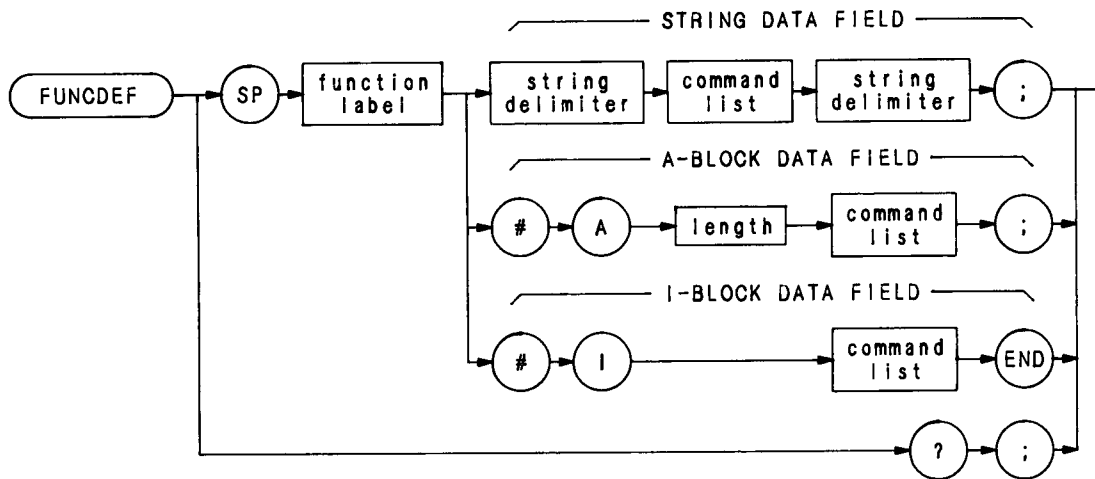 STRING DATA FIELD
FUNCDEF
SP
function
label
string
delimiter
command
list
string
delimiter
;
A-BLOCK DATA FIELD
#
A
length
command
list
;
I-BLOCK DATA FIELD
#
I
command
list
END
?
;